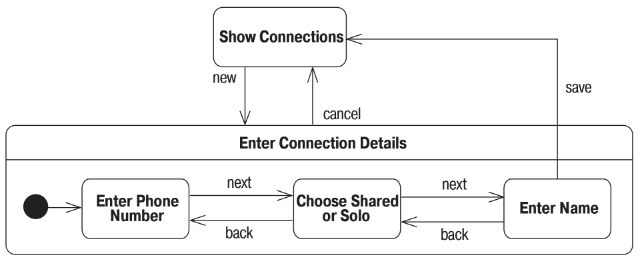 Show Connections
new
cancel
save
Enter Connection Details
Enter Phone
Number
next
back
Choose Shared
or Solo
next
back
Enter Name